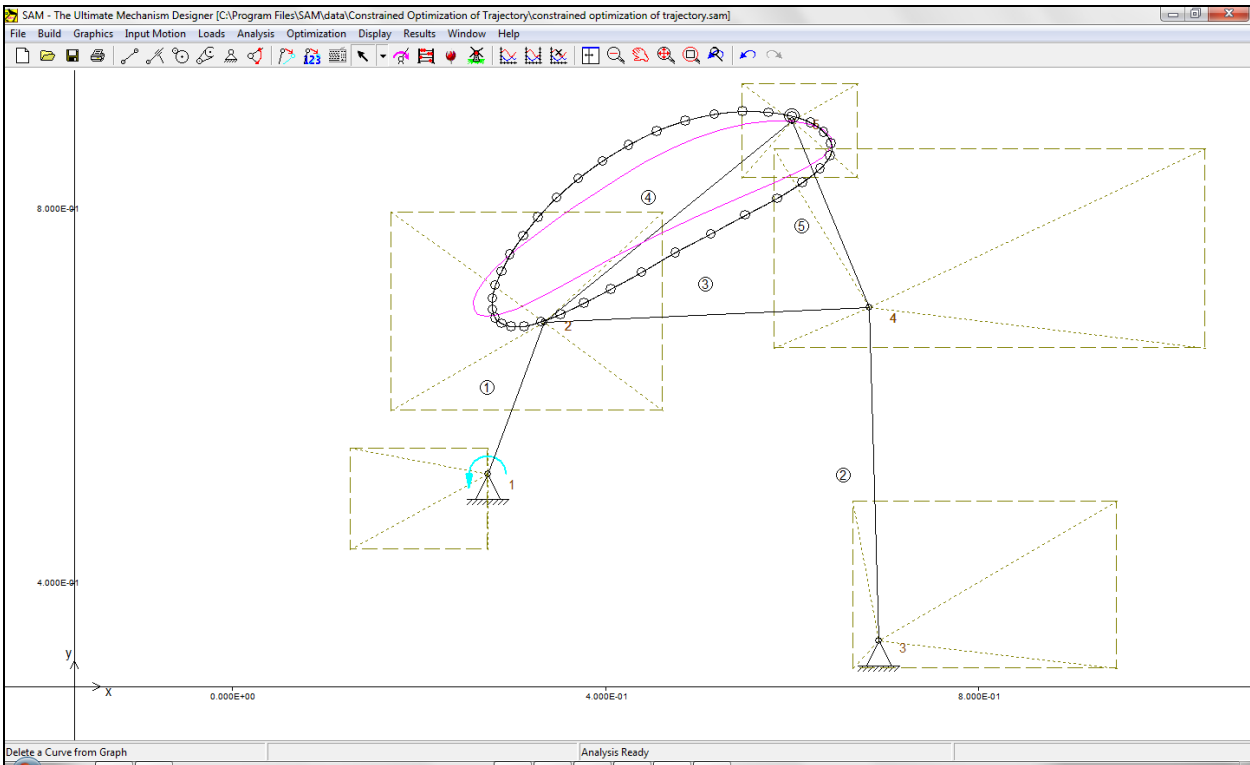 SAM - The Ultimate Mechanism Designer [C:\Program Files\SAM\data\Constrained Optimization of Trajectory\constrained optimization of trajectory.sam]
File Build Graphics Input Motion Loads Analysis Optimization Display Results Window Help
123
5
4
8.000E-01
5
3
2
4
1
2
1
4.000E-01
3
y
x
0.000E+00
4.000E-01
8.000E-01
Delete a Curve from Graph
Analysis Ready